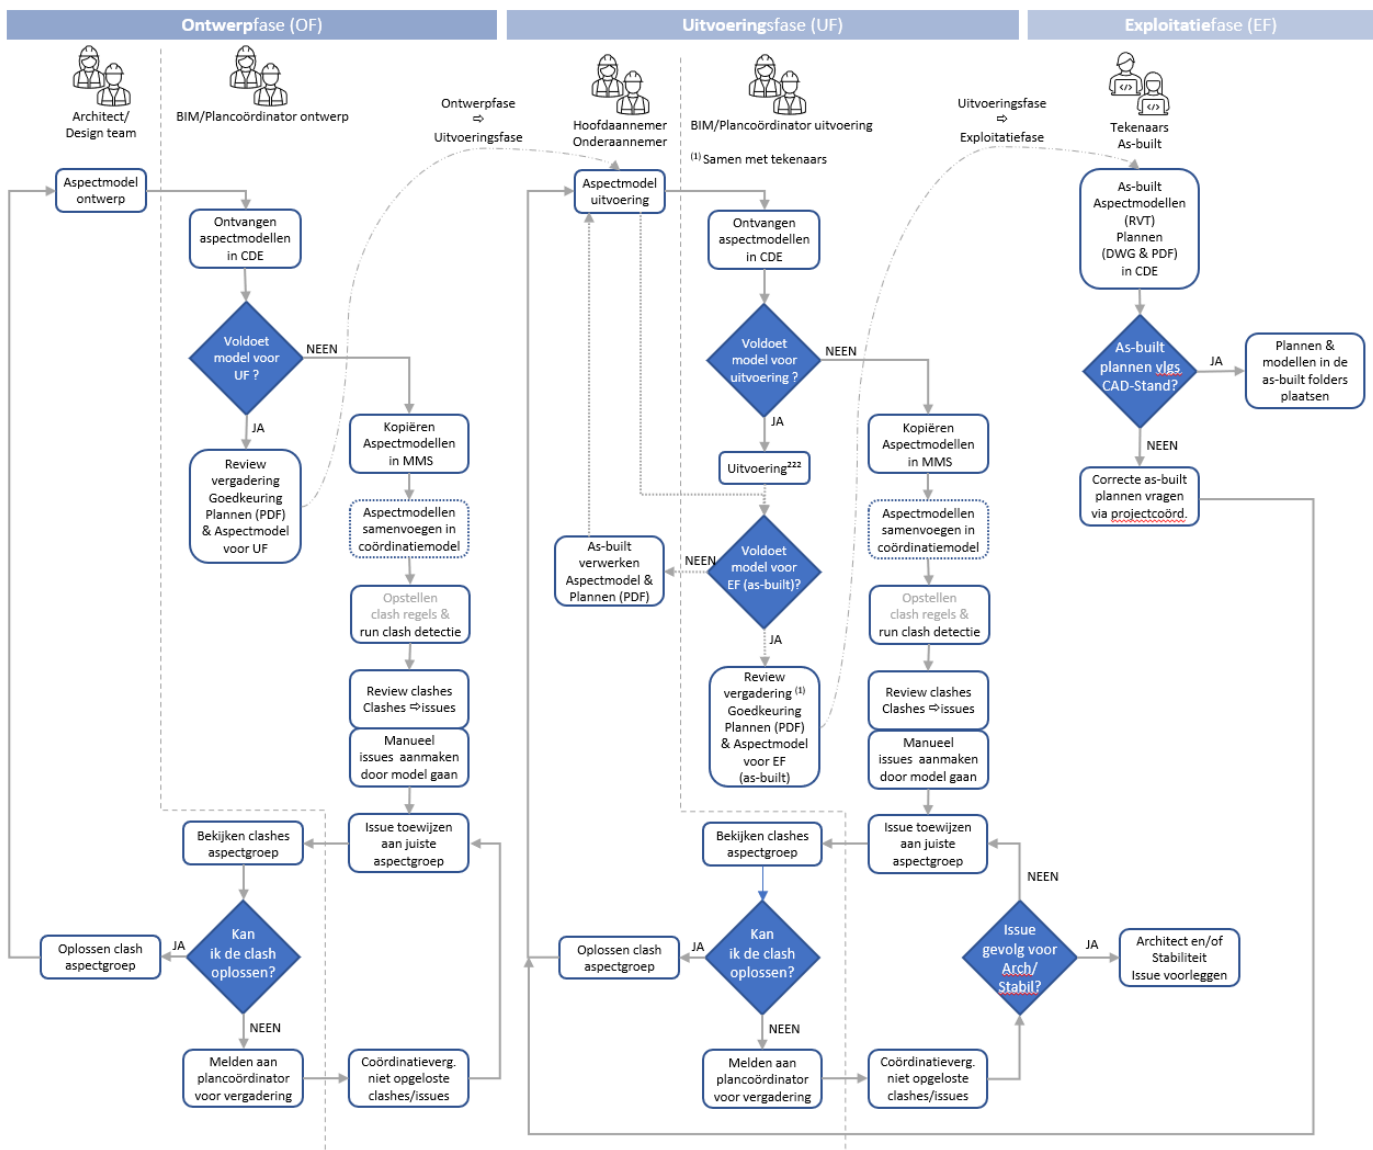 Ontwerpfase (OF)
Uitvoeringsfase (UF)
Exploitatiefase (EF)
Architect/
Design team
BIM/Plancoördinator ontwerp
Ontwerpfase
⇨
Uitvoeringsfase
Hoofdaannemer
Onderaannemer
BIM/Plancoördinator uitvoering
(1) Samen met tekenaars
Uitvoeringsfase
⇨
Exploitatiefase
Tekenaars
As-built
Aspectmodel
ontwerp
Ontvangen
aspectmodellen
in CDE
Voldoet
model voor
UF ?
NEEN
JA
Review
vergadering
Goedkeuring
Plannen (PDF)
& Aspectmodel
voor UF
Kopiëren
Aspectmodellen
in MMS
Aspectmodellen
samenvoegen in
coördinatiemodel
Opstellen
clash regels &
run clash detectie
Review clashes
Clashes ⇨issues
Manueel
issues aanmaken
door model gaan
Issue toewijzen
aan juiste
aspectgroep
Bekijken clashes
aspectgroep
Kan
ik de clash
oplossen?
JA
Oplossen clash
aspectgroep
NEEN
Melden aan
plancoördinator
voor vergadering
Coördinatieverg.
niet opgeloste
clashes/issues
Aspectmodel
uitvoering
Ontvangen
aspectmodellen
in CDE
Voldoet
model voor
uitvoering ?
NEEN
JA
Uitvoering²²²
Voldoet
model voor
EF (as-built)?
NEEN
As-built
verwerken
Aspectmodel &
Plannen (PDF)
JA
Review
vergadering (1)
Goedkeuring
Plannen (PDF)
& Aspectmodel
voor EF
(as-built)
Kopiëren
Aspectmodellen
in MMS
Aspectmodellen
samenvoegen in
coördinatiemodel
Opstellen
clash regels &
run clash detectie
Review clashes
Clashes ⇨issues
Manueel
issues aanmaken
door model gaan
Issue toewijzen
aan juiste
aspectgroep
Bekijken clashes
aspectgroep
Kan
ik de clash
oplossen?
JA
Oplossen clash
aspectgroep
NEEN
Melden aan
plancoördinator
voor vergadering
Coördinatieverg.
niet opgeloste
clashes/issues
NEEN
Issue
gevolg voor
Arch/
Stabil?
JA
Architect en/of
Stabiliteit
Issue voorleggen
As-built
Aspectmodellen
(RVT)
Plannen
(DWG & PDF)
in CDE
As-built
plannen vlgs
CAD-Stand?
JA
Plannen &
modellen in de
as-built folders
plaatsen
NEEN
Correcte as-built
plannen vragen
via projectcoörd.